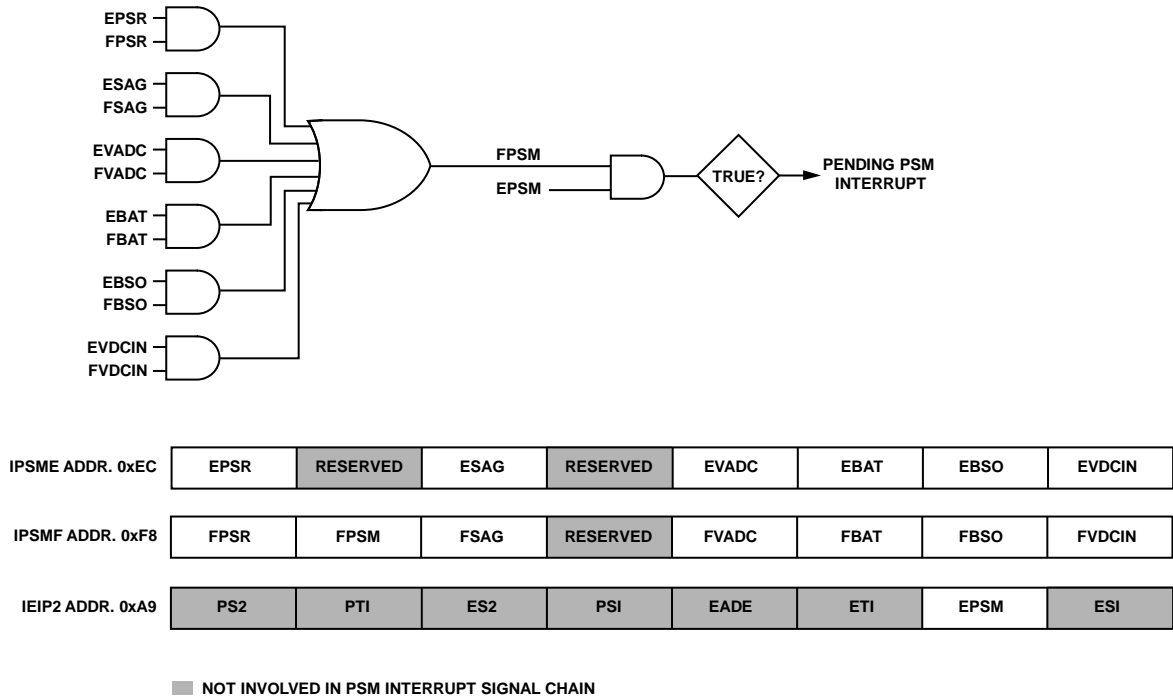 EPSR
FPSR
ESAG
FSAG
EVADC
FVADC
FPSM
EPSM
TRUE?
PENDING PSM
INTERRUPT
EBAT
FBAT
EBSO
FBSO
EVDCIN
FVDCIN
IPSME ADDR. 0xEC EPSR RESERVED ESAG RESERVED EVADC EBAT EBSO EVDCIN
IPSMF ADDR. 0xF8 FPSR FPSM FSAG RESERVED FVADC FBAT FBSO FVDCIN
IEIP2 ADDR. 0xA9 PS2 PTI ES2 PSI EADE ETI EPSM ESI
NOT INVOLVED IN PSM INTERRUPT SIGNAL CHAIN